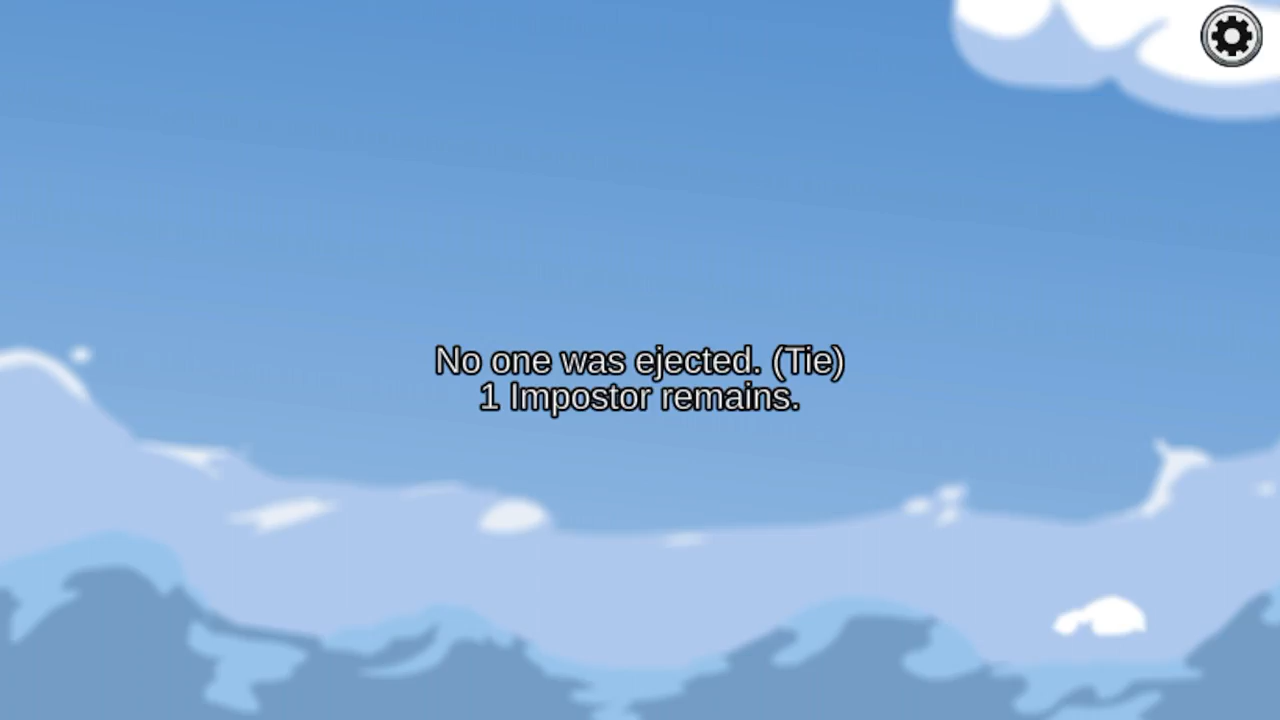 No one was ejected. (Tie)
1 Impostor remains.